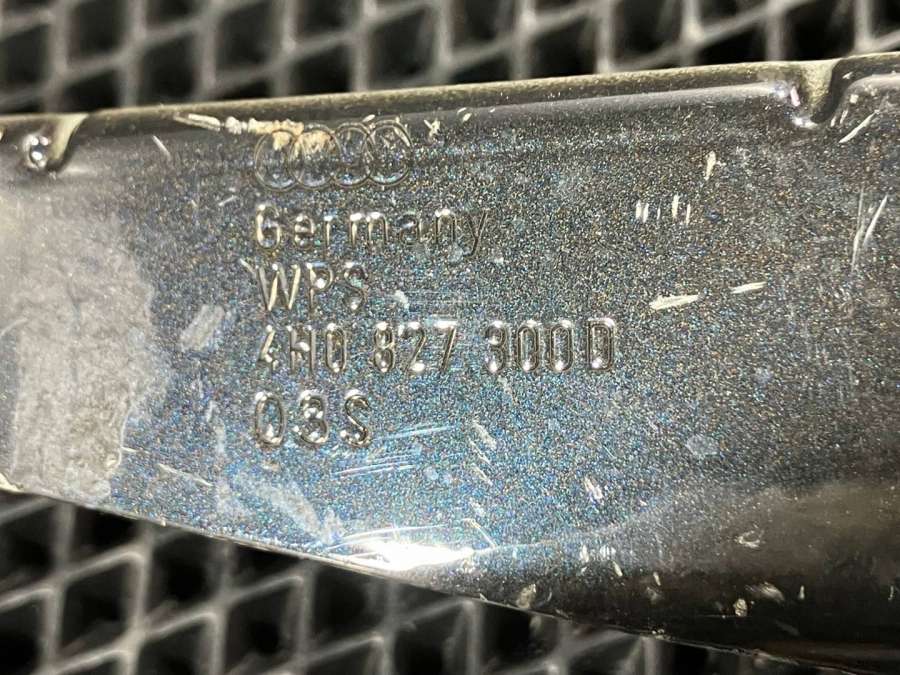 Germany
WPS
4H0 827 300D
03S